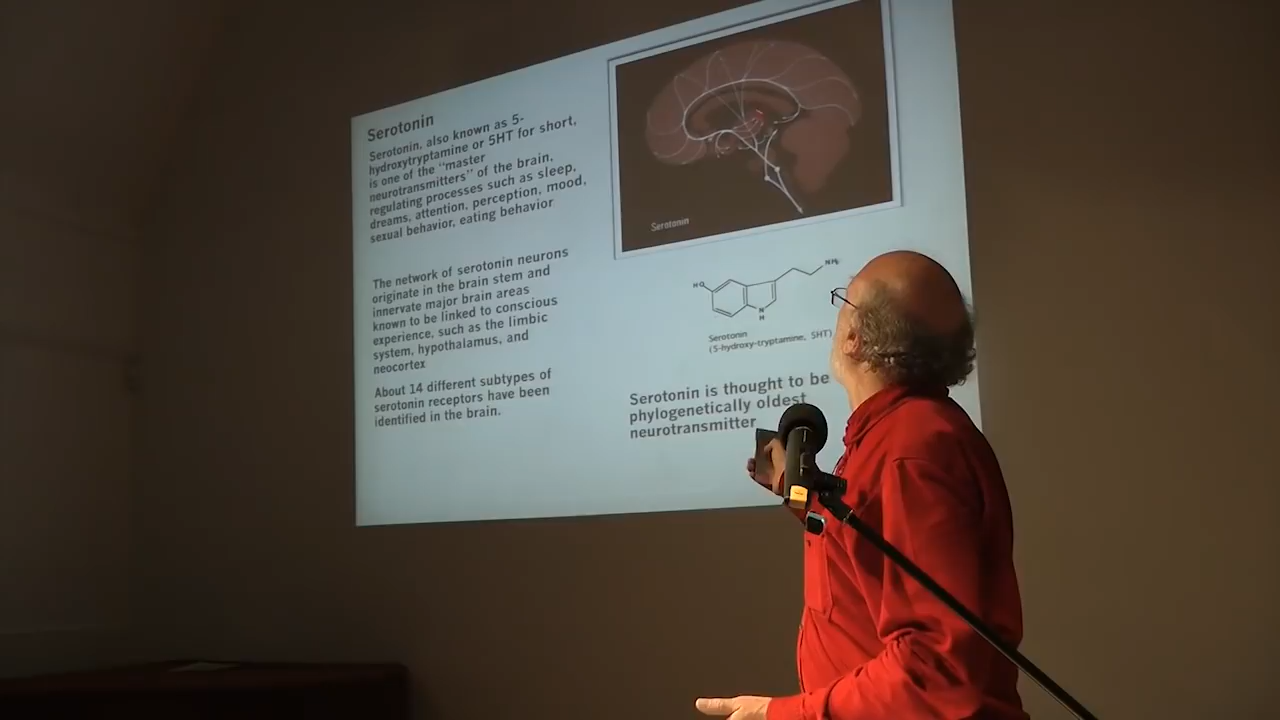 Serotonin
Serotonin, also known as 5-
hydroxytryptamine or 5HT for short,
is one of the "master
neurotransmitters" of the brain,
regulating processes such as sleep,
dreams, attention, perception, mood,
sexual behavior, eating behavior
The network of serotonin neurons
originate in the brain stem and
innervate major brain areas
known to be linked to conscious
experience, such as the limbic
system, hypothalamus, and
neocortex
About 14 different subtypes of
serotonin receptors have been
identified in the brain.
Serotonin
HO
NH₂
N
H
Serotonin
(5-hydroxy-tryptamine, 5HT)
Serotonin is thought to be
phylogenetically oldest
neurotransmitter